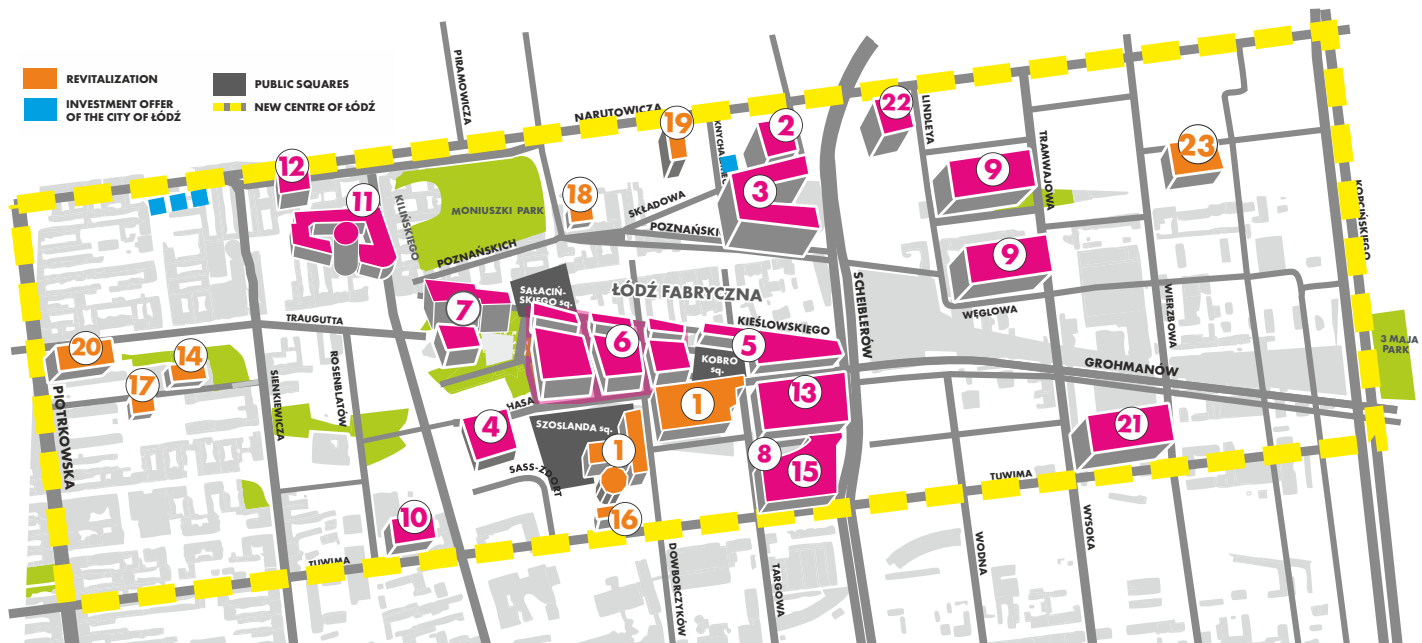 REVITALIZATION
INVESTMENT OFFER
OF THE CITY OF ŁÓDŹ
PUBLIC SQUARES
NEW CENTRE OF ŁÓDŹ
PIRAMOWICZA
NARUTOWICZA
19
2
22
LINDLEYA
TRAMWAJOWA
23
12
11
KILIŃSKIEGO
MONIUSZKI PARK
18
SKŁADOWA
3
9
POZNAŃSKICH
9
SCHEIBLERÓW
WĘGLOWA
WIERZBOWA
7
SAŁACIŃ-
SKIEGO sq.
ŁÓDŹ FABRYCZNA
KIEŚLOWSKIEGO
TRAUGUTTA
6
5
KOBRO
sq.
3 MAJA
PARK
GROHMANÓW
20
14
17
ROSENBLATÓW
SIENKIEWICZA
PIOTRKOWSKA
HASA
4
SZOSLANDA sq.
1
1
13
21
8
15
SASS-ZDORT
10
16
TUWIMA
TUWIMA
DOWBORCZYKÓW
TARGOWA
WODNA
WYSOKA